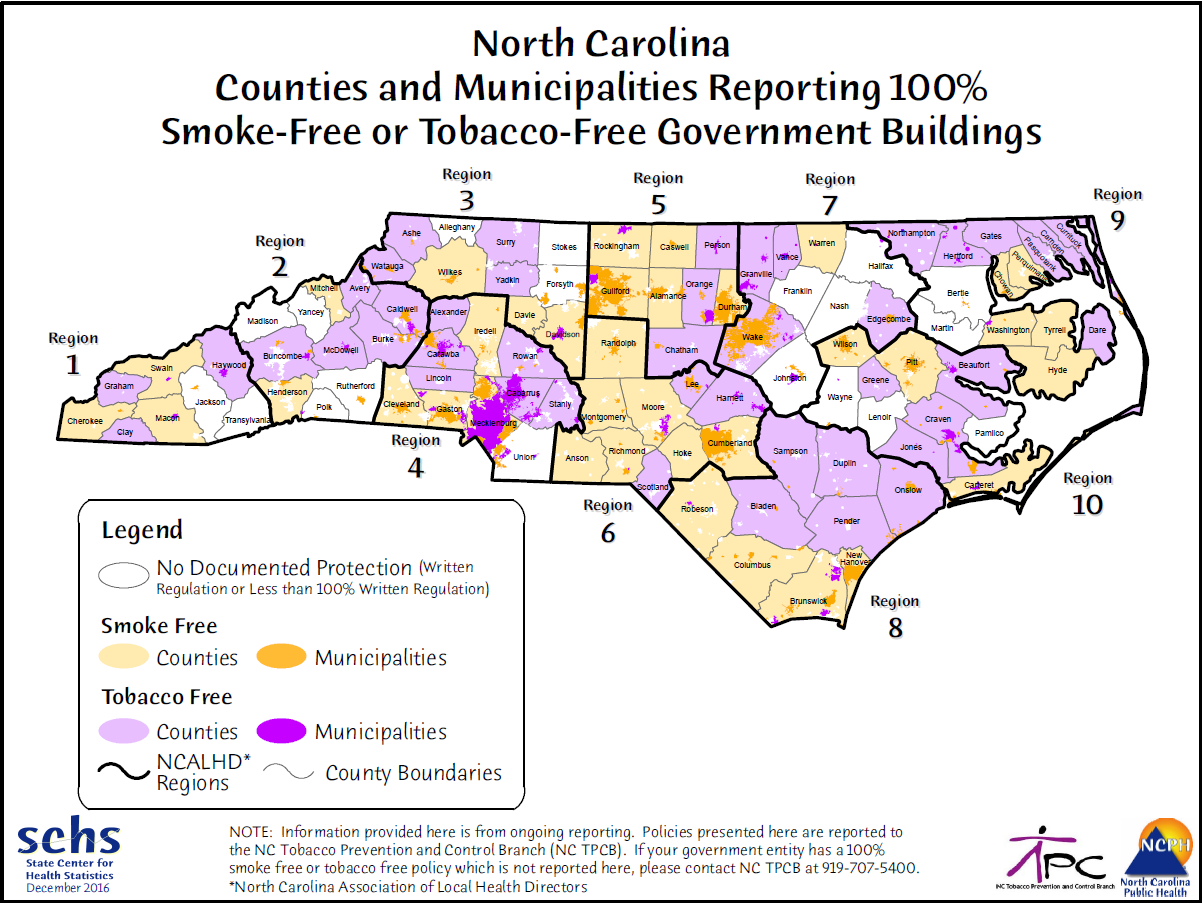 North Carolina
Counties and Municipalities Reporting 100%
Smoke-Free or Tobacco-Free Government Buildings
Region
3
Region
5
Region
7
Region
9
Region
2
Region
1
Region
4
Region
6
Region
8
Region
10
Ashe
Alleghany
Surry
Stokes
Rockingham
Caswell
Person
Granville
Vance
Warren
Northampton
Halifax
Hertford
Gates
Currituck
Camden
Pasquotank
Perquimans
Chowan
Watauga
Wilkes
Yadkin
Forsyth
Guilford
Alamance
Orange
Durham
Franklin
Nash
Edgecombe
Bertie
Martin
Washington
Tyrrell
Dare
Mitchell
Avery
Yancey
Madison
Caldwell
Alexander
Iredell
Davie
Davidson
Randolph
Chatham
Wake
Johnston
Wilson
Pitt
Beaufort
Hyde
Swain
Haywood
Buncombe
McDowell
Burke
Catawba
Rowan
Graham
Jackson
Henderson
Rutherford
Polk
Lincoln
Cabarrus
Stanly
Montgomery
Moore
Lee
Harnett
Wayne
Greene
Lenoir
Craven
Pamlico
Jones
Cherokee
Clay
Macon
Transylvania
Cleveland
Gaston
Mecklenburg
Union
Anson
Richmond
Hoke
Cumberland
Sampson
Duplin
Onslow
Carteret
Scotland
Robeson
Bladen
Pender
Columbus
New
Hanover
Brunswick
Legend
No Documented Protection (Written
Regulation or Less than 100% Written Regulation)
Smoke Free
Counties Municipalities
Tobacco Free
Counties Municipalities
NCALHD* County Boundaries
Regions
schs
State Center for
Health Statistics
December 2016
NOTE: Information provided here is from ongoing reporting. Policies presented here are reported to
the NC Tobacco Prevention and Control Branch (NC TPCB). If your government entity has a 100%
smoke free or tobacco free policy which is not reported here, please contact NC TPCB at 919-707-5400.
*North Carolina Association of Local Health Directors
TPC
NC Tobacco Prevention and Control Branch
NCPH
North Carolina
Public Health